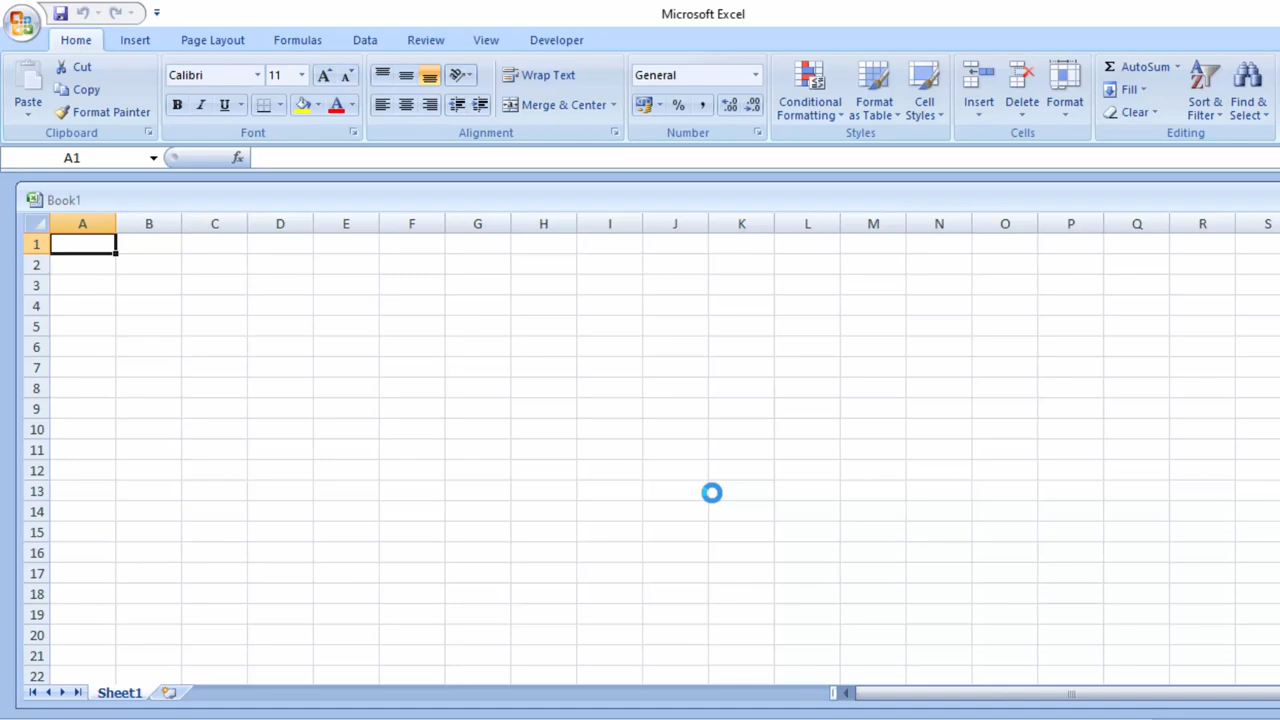 Microsoft Excel
Home Insert Page Layout Formulas Data Review View Developer
Paste
Cut
Copy
Format Painter
Clipboard
Calibri 11
B I U
Font
Wrap Text
Merge & Center
Alignment
General
% ,
Number
Conditional Formatting
Format as Table
Cell Styles
Styles
Insert
Delete
Format
Cells
Σ AutoSum
Fill
Clear
Sort & Filter
Find & Select
Editing
A1 fx
Book1
A B C D E F G H I J K L M N O P Q R S
1
2
3
4
5
6
7
8
9
10
11
12
13
14
15
16
17
18
19
20
21
22
Sheet1